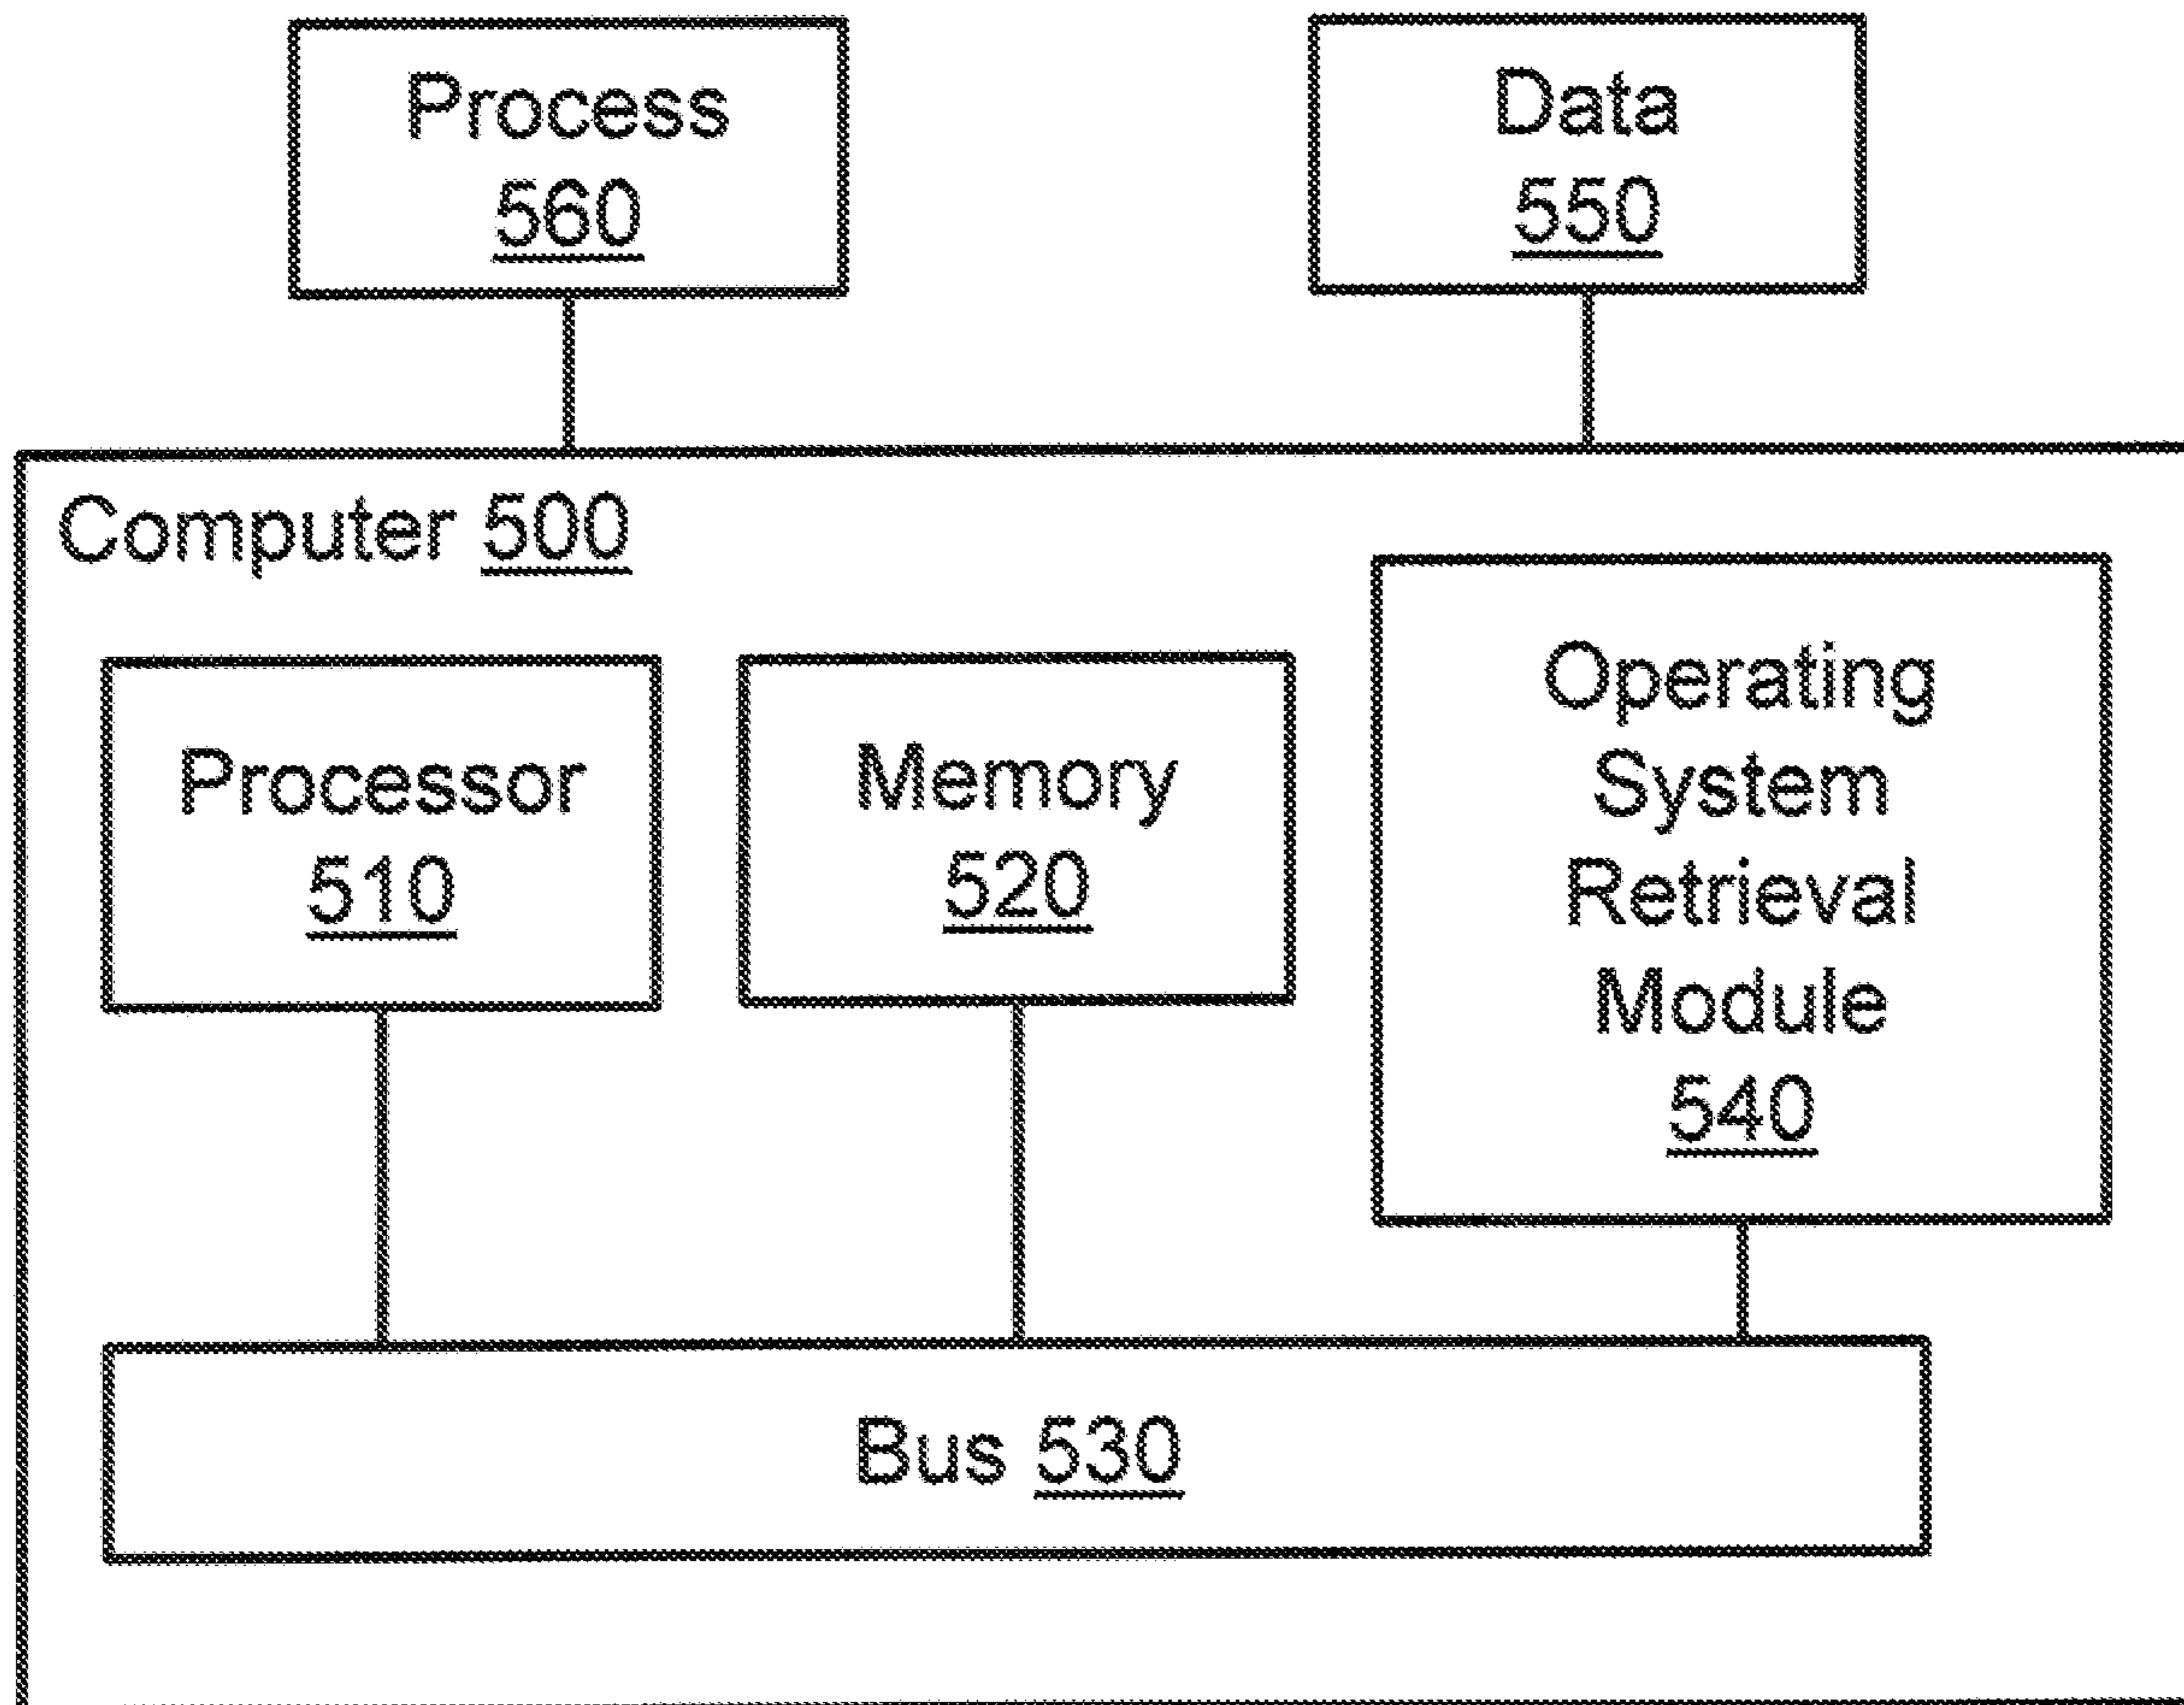 Process
560
Data
550
Computer 500
Processor
510
Memory
520
Operating
System
Retrieval
Module
540
Bus 530